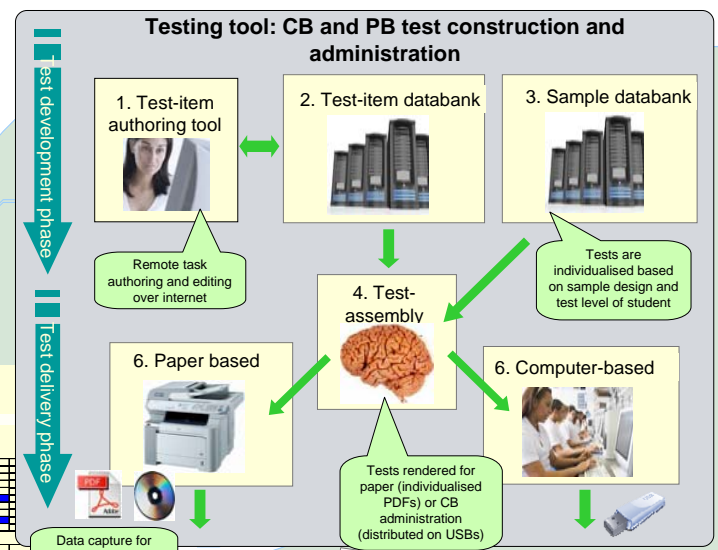 Testing tool: CB and PB test construction and
administration
Test development phase
1. Test-item
authoring tool
2. Test-item databank
3. Sample databank
Remote task
authoring and editing
over internet
Tests are
individualised based
on sample design and
test level of student
4. Test-
assembly
Test delivery phase
6. Paper based
6. Computer-based
Tests rendered for
paper (individualised
PDFs) or CB
administration
(distributed on USBs)
PDF
Adobe
Data capture for